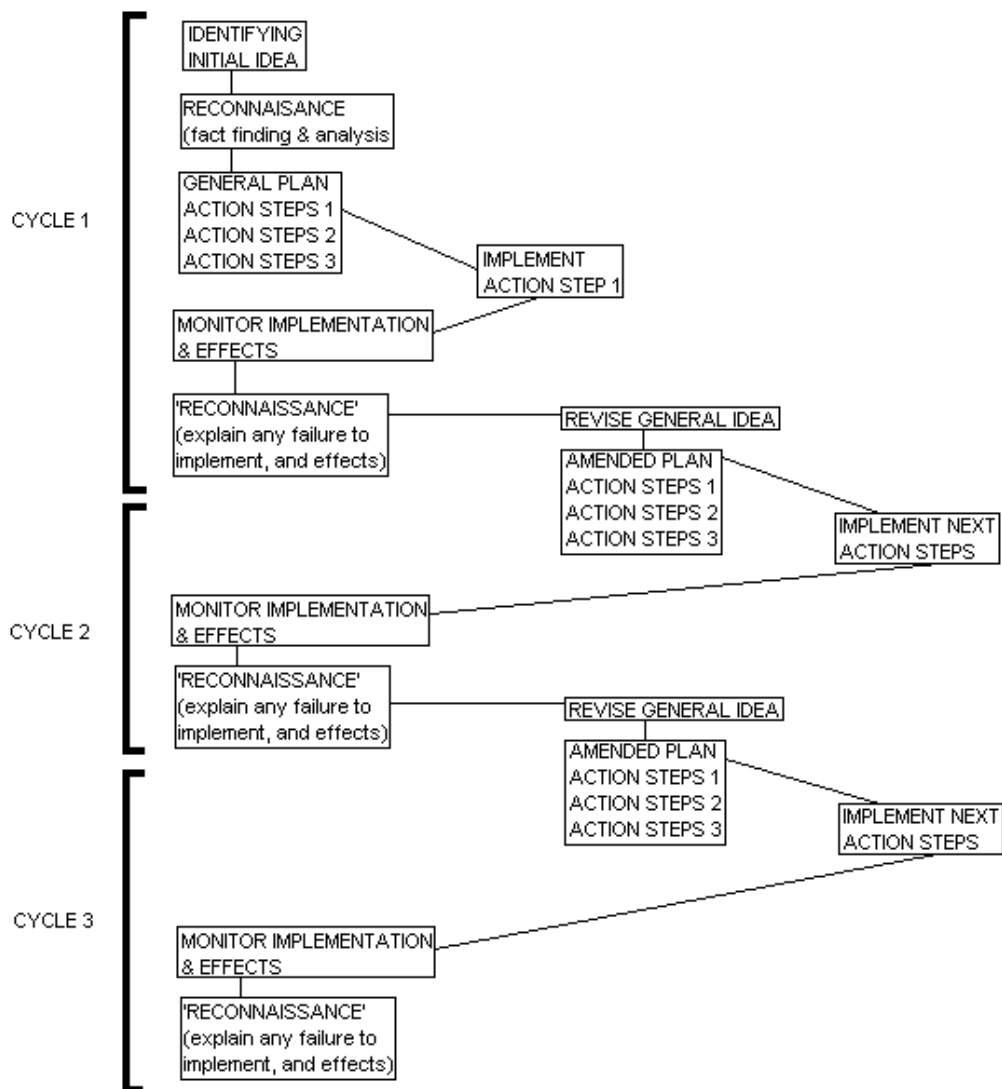 IDENTIFYING
INITIAL IDEA
RECONNAISANCE
(fact finding & analysis
GENERAL PLAN
ACTION STEPS 1
ACTION STEPS 2
ACTION STEPS 3
CYCLE 1
IMPLEMENT
ACTION STEP 1
MONITOR IMPLEMENTATION
& EFFECTS
'RECONNAISSANCE'
(explain any failure to
implement, and effects)
REVISE GENERAL IDEA
AMENDED PLAN
ACTION STEPS 1
ACTION STEPS 2
ACTION STEPS 3
IMPLEMENT NEXT
ACTION STEPS
CYCLE 2
MONITOR IMPLEMENTATION
& EFFECTS
'RECONNAISSANCE'
(explain any failure to
implement, and effects)
REVISE GENERAL IDEA
AMENDED PLAN
ACTION STEPS 1
ACTION STEPS 2
ACTION STEPS 3
IMPLEMENT NEXT
ACTION STEPS
CYCLE 3
MONITOR IMPLEMENTATION
& EFFECTS
'RECONNAISSANCE'
(explain any failure to
implement, and effects)